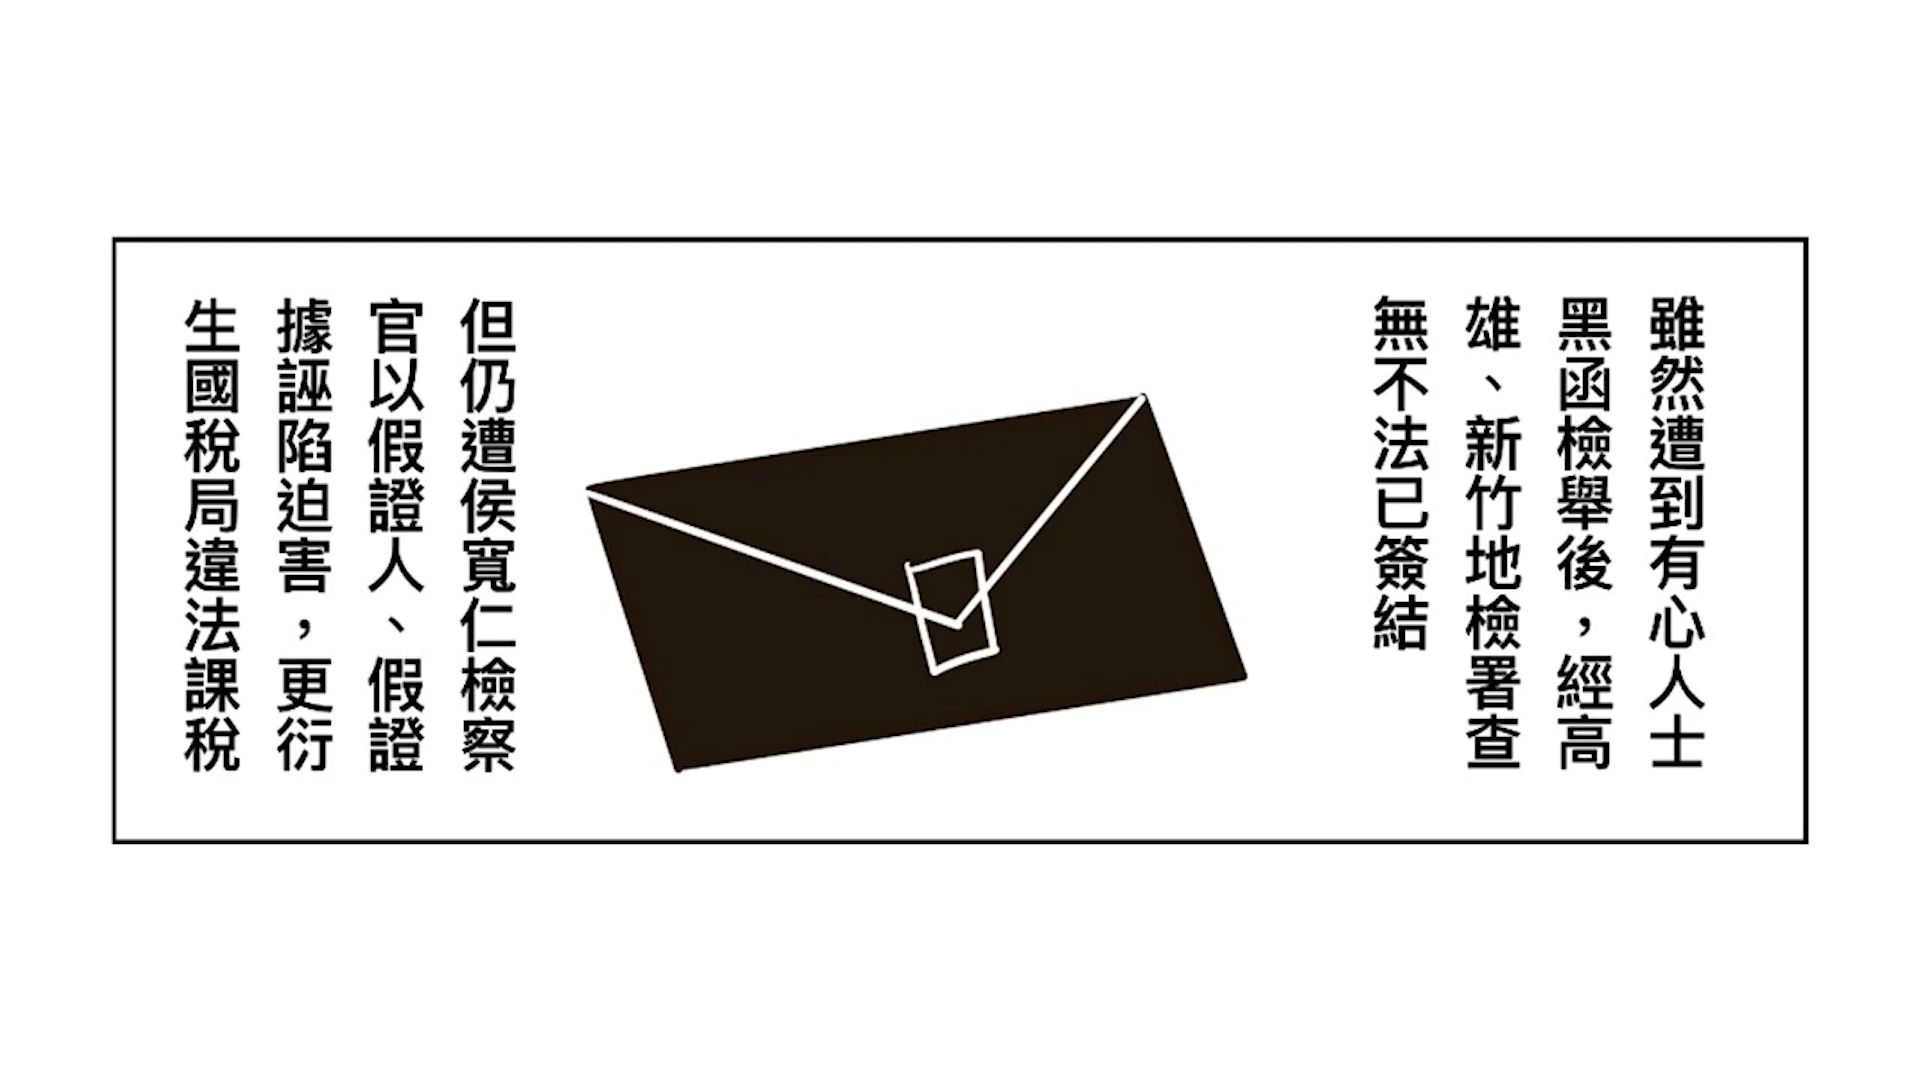 雖然遭到有心人士
黑函檢舉後，經高
雄、新竹地檢署查
無不法已簽結
但仍遭侯寬仁檢察
官以假證人、假證
據誣陷迫害，更衍
生國稅局違法課稅